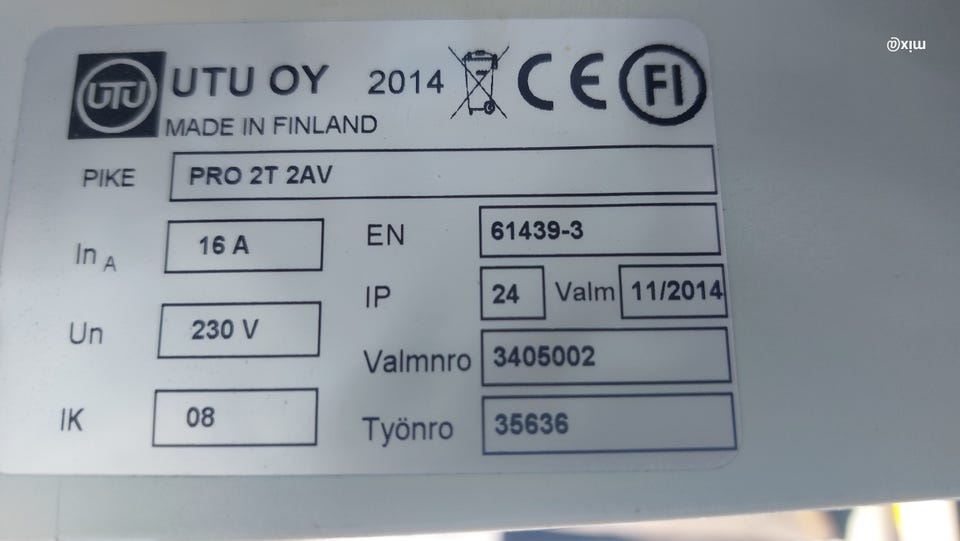 UTU UTU OY 2014 CE FI
MADE IN FINLAND
PIKE PRO 2T 2AV
In A 16 A EN 61439-3
IP 24 Valm 11/2014
Un 230 V
Valmnro 3405002
IK 08
Työnro 35636
@mix